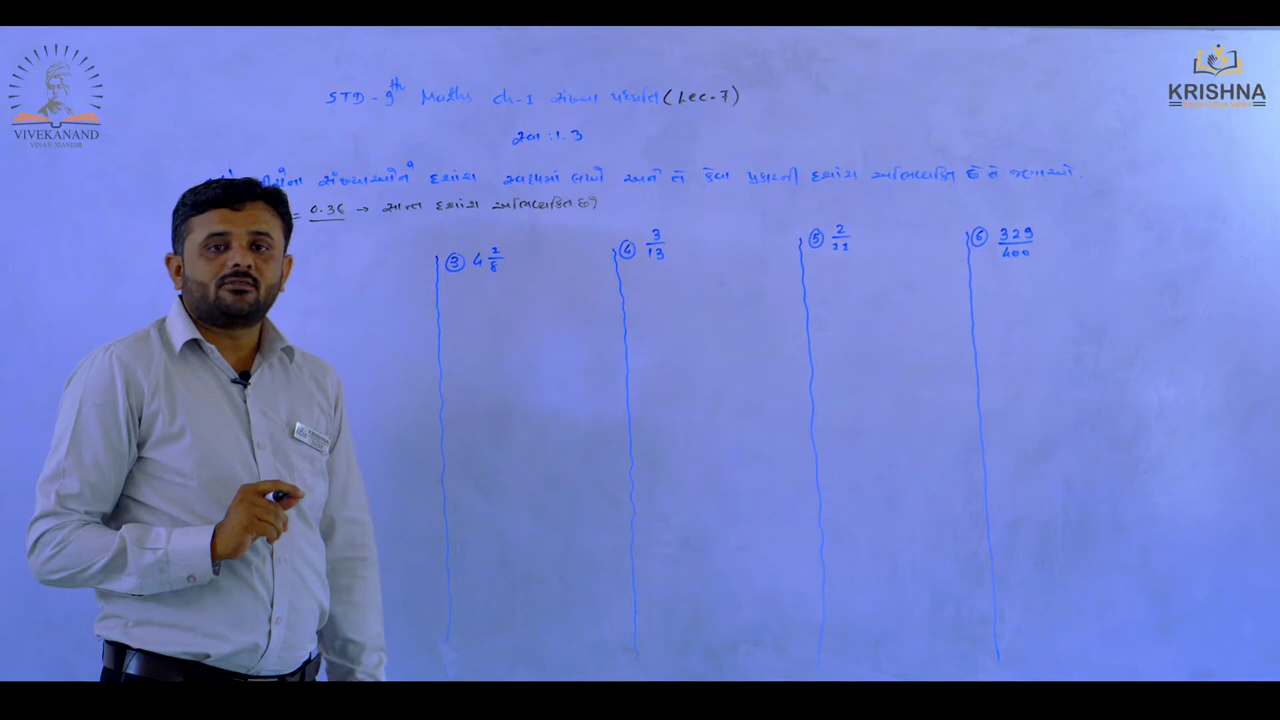 VIVEKANAND
VINAY MANDIR
KRISHNA
STD - 9th Maths ch-1 સંખ્યા પદ્ધતિ (Lec-7)
સ્વા : 1.3
નીચેના સંખ્યાઓને દશાંશ સ્વરૂપમાં લખો અને તે કેવા પ્રકારની દશાંશ અભિવ્યક્તિ છે તે જણાવો.
= 0.36 → સાન્ત દશાંશ અભિવ્યક્તિ છે
③ 4 2/8
④ 3/13
⑤ 2/11
⑥ 329/400
KRISHNA